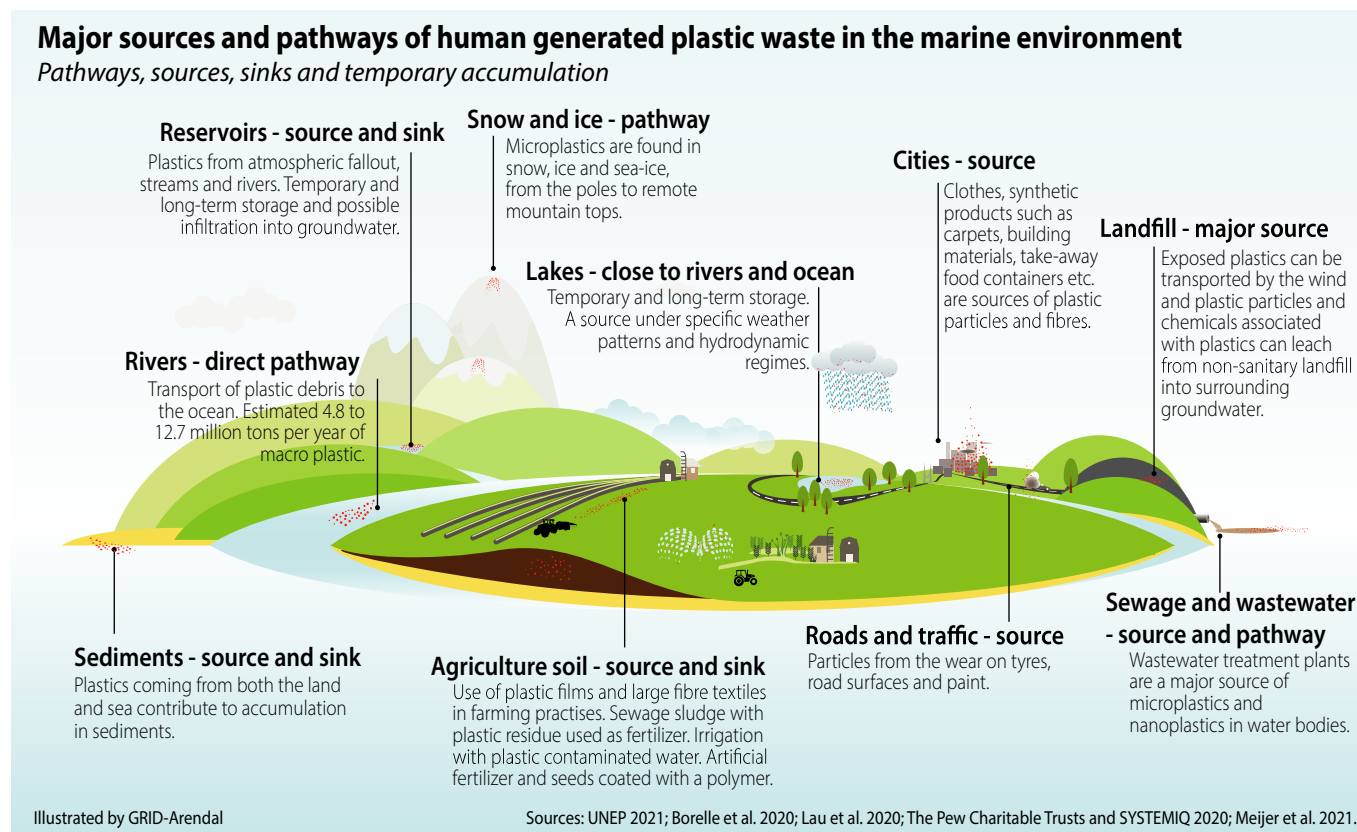 Major sources and pathways of human generated plastic waste in the marine environment
Pathways, sources, sinks and temporary accumulation
Reservoirs - source and sink
Plastics from atmospheric fallout,
streams and rivers. Temporary and
long-term storage and possible
infiltration into groundwater.
Snow and ice - pathway
Microplastics are found in
snow, ice and sea-ice,
from the poles to remote
mountain tops.
Cities - source
Clothes, synthetic
products such as
carpets, building
materials, take-away
food containers etc.
are sources of plastic
particles and fibres.
Landfill - major source
Exposed plastics can be
transported by the wind
and plastic particles and
chemicals associated
with plastics can leach
from non-sanitary landfill
into surrounding
groundwater.
Lakes - close to rivers and ocean
Temporary and long-term storage.
A source under specific weather
patterns and hydrodynamic
regimes.
Rivers - direct pathway
Transport of plastic debris to
the ocean. Estimated 4.8 to
12.7 million tons per year of
macro plastic.
Sediments - source and sink
Plastics coming from both the land
and sea contribute to accumulation
in sediments.
Agriculture soil - source and sink
Use of plastic films and large fibre textiles
in farming practises. Sewage sludge with
plastic residue used as fertilizer. Irrigation
with plastic contaminated water. Artificial
fertilizer and seeds coated with a polymer.
Roads and traffic - source
Particles from the wear on tyres,
road surfaces and paint.
Sewage and wastewater
- source and pathway
Wastewater treatment plants
are a major source of
microplastics and
nanoplastics in water bodies.
Illustrated by GRID-Arendal
Sources: UNEP 2021; Borelle et al. 2020; Lau et al. 2020; The Pew Charitable Trusts and SYSTEMIQ 2020; Meijer et al. 2021.